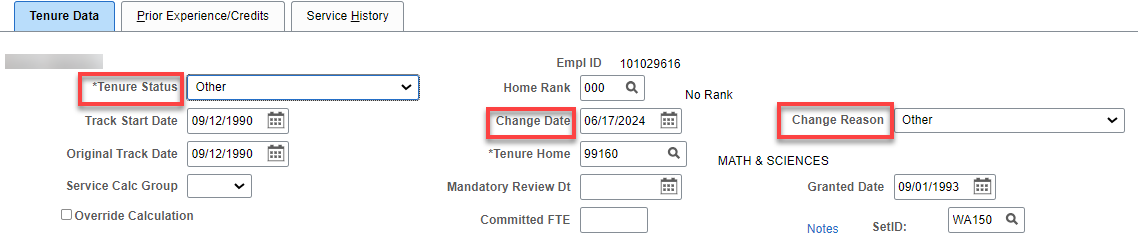 Tenure Data Prior Experience/Credits Service History
Empl ID 101029616
*Tenure Status Other Home Rank 000 No Rank
Track Start Date 09/12/1990 Change Date 06/17/2024 Change Reason Other
Original Track Date 09/12/1990 *Tenure Home 99160 MATH & SCIENCES
Service Calc Group Mandatory Review Dt Granted Date 09/01/1993
Override Calculation Committed FTE Notes SetID: WA150